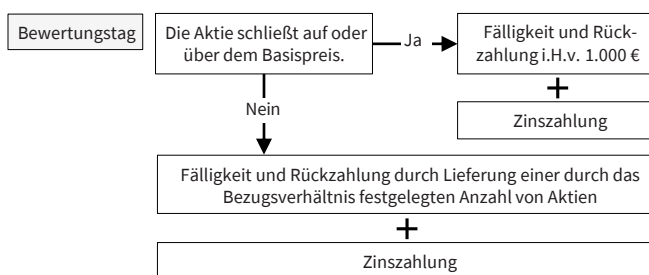 Bewertungstag
Die Aktie schließt auf oder
über dem Basispreis.
Ja
Fälligkeit und Rück-
zahlung i.H.v. 1.000 €
+
Zinszahlung
Nein
Fälligkeit und Rückzahlung durch Lieferung einer durch das
Bezugsverhältnis festgelegten Anzahl von Aktien
+
Zinszahlung